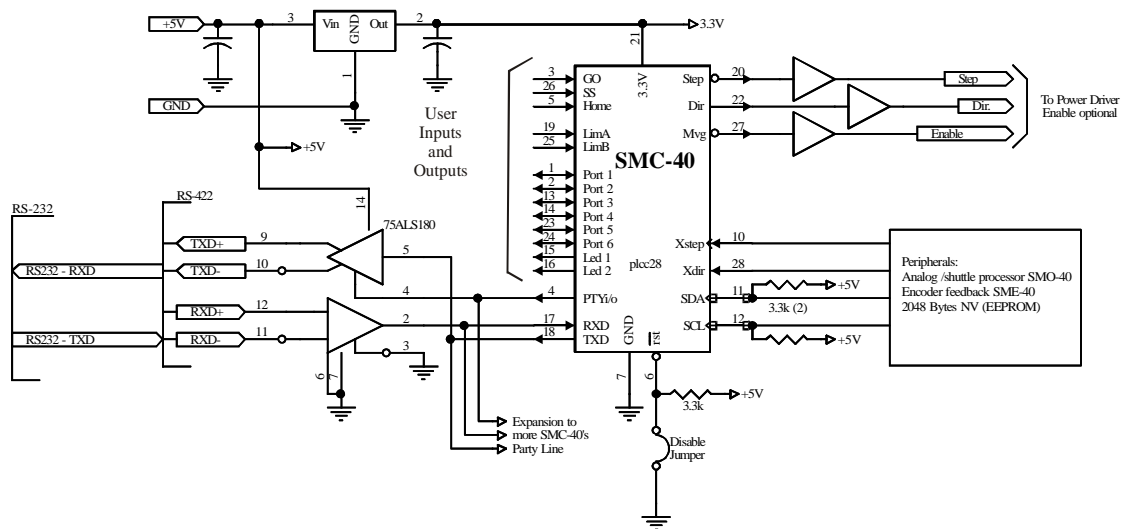 +5V
3
Vin
Out
GND
2
3.3V
1
GND
+5V
User
Inputs
and
Outputs
21
3.3V
3 GO
26 SS
5 Home
19 LimA
25 LimB
1 Port 1
2 Port 2
13 Port 3
14 Port 4
23 Port 5
24 Port 6
15 Led 1
16 Led 2
4 PTYi/o
17 RXD
18 TXD
SMC-40
plcc28
Step 20
Dir 22
Mvg 27
Xstep 10
Xdir 28
SDA 11
SCL 12
GND
rst
7
6
Step
Dir.
Enable
To Power Driver
Enable optional
+5V
3.3k (2)
+5V
Peripherals:
Analog /shuttle processor SMO-40
Encoder feedback SME-40
2048 Bytes NV (EEPROM)
3.3k
+5V
Disable
Jumper
RS-232
RS-422
14
75ALS180
TXD+ 9
RS232 - RXD
TXD- 10
5
4
RXD+ 12
RS232 - TXD
RXD- 11
2
3
6
7
Expansion to
more SMC-40's
Party Line